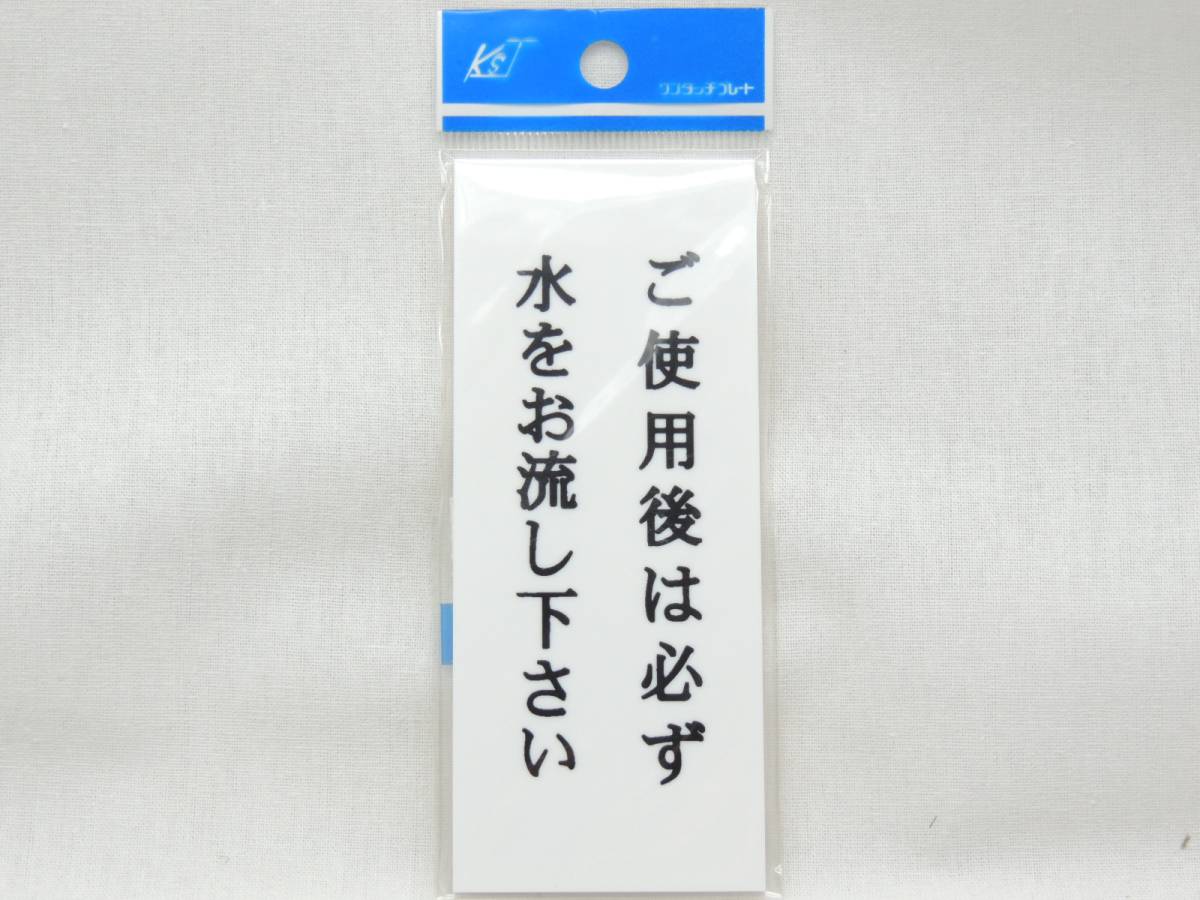 KST
ワンタッチプレート
ご使用後は必ず
水をお流し下さい